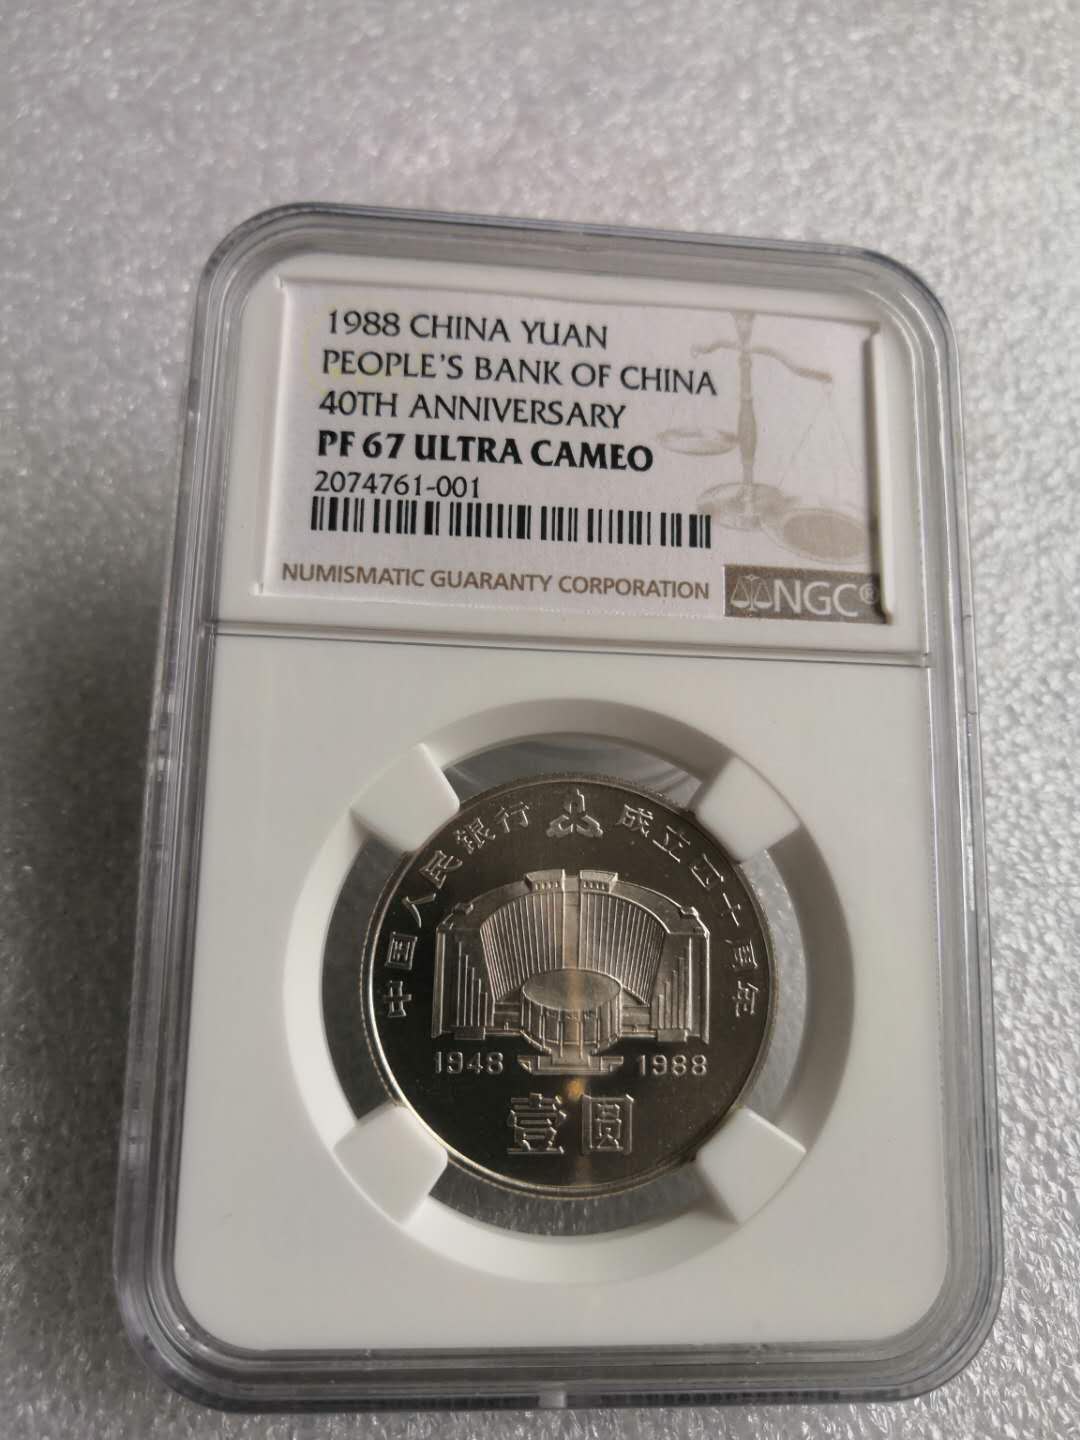 1988 CHINA YUAN
PEOPLE'S BANK OF CHINA
40TH ANNIVERSARY
PF 67 ULTRA CAMEO
2074761-001
NUMISMATIC GUARANTY CORPORATION
NGC®
中国人民銀行 成立四十周年
1948 1988
壹圆